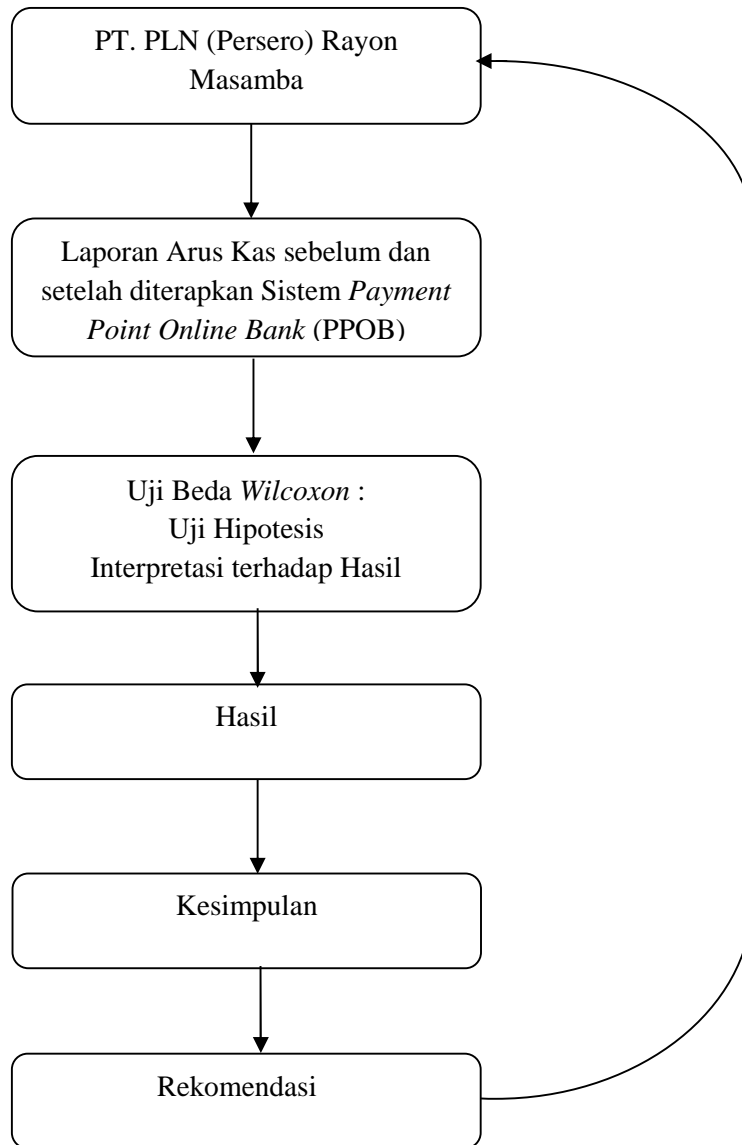 PT. PLN (Persero) Rayon
Masamba
Laporan Arus Kas sebelum dan
setelah diterapkan Sistem Payment
Point Online Bank (PPOB)
Uji Beda Wilcoxon :
Uji Hipotesis
Interpretasi terhadap Hasil
Hasil
Kesimpulan
Rekomendasi